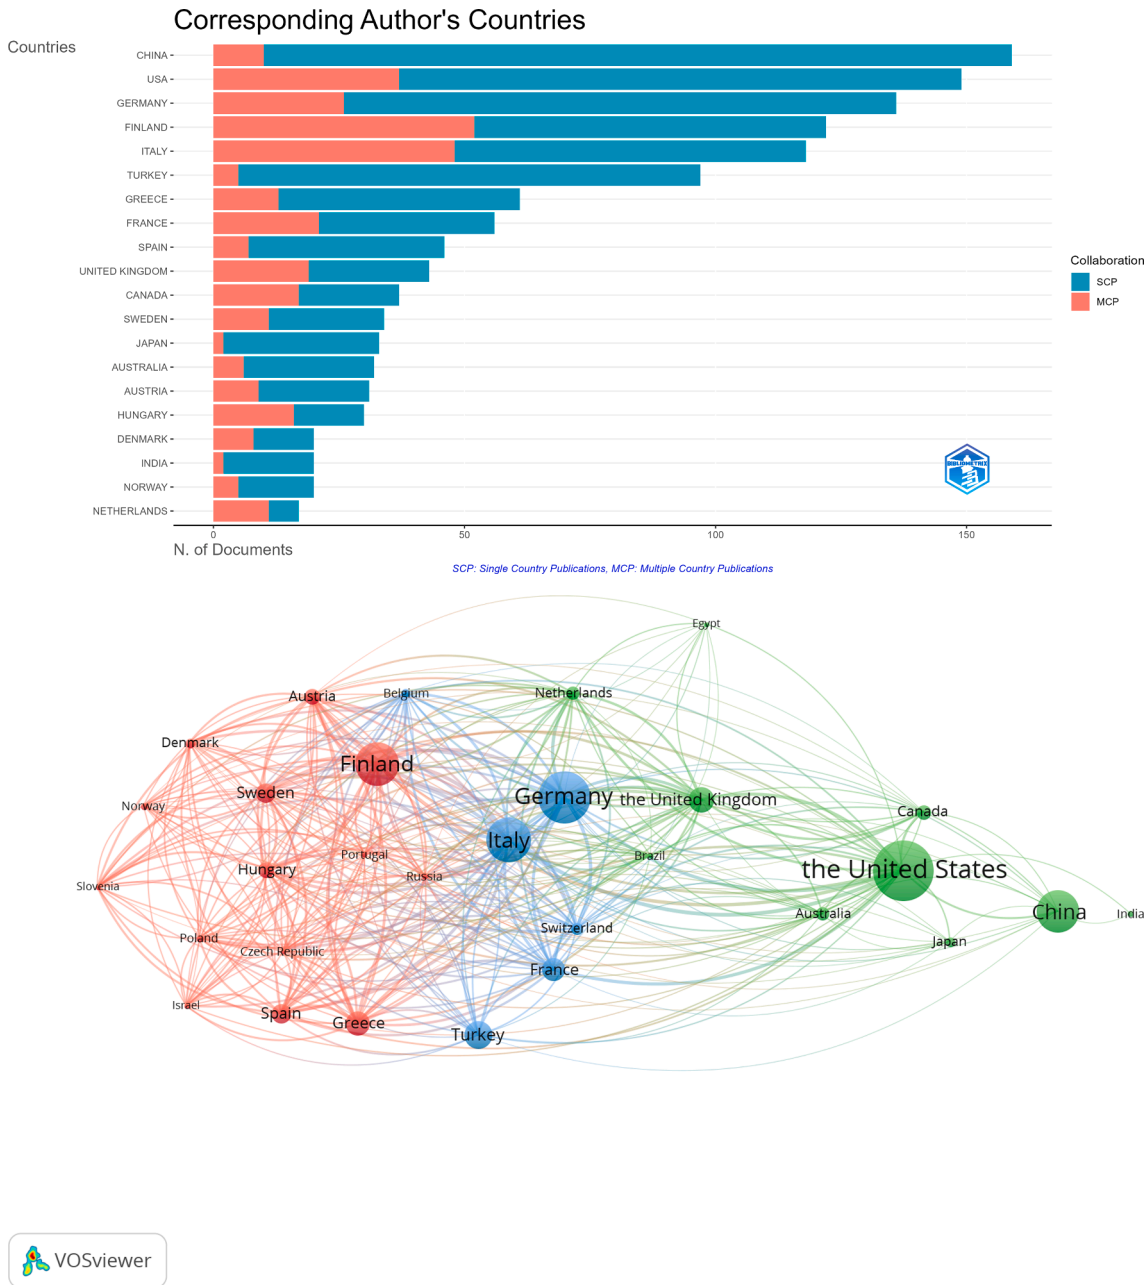 Corresponding Author's Countries
Countries
CHINA
USA
GERMANY
FINLAND
ITALY
TURKEY
GREECE
FRANCE
SPAIN
UNITED KINGDOM
CANADA
SWEDEN
JAPAN
AUSTRALIA
AUSTRIA
HUNGARY
DENMARK
INDIA
NORWAY
NETHERLANDS
Collaboration
SCP
MCP
BIBLIOMETRIX
0 50 100 150
N. of Documents
SCP: Single Country Publications, MCP: Multiple Country Publications
Egypt
Austria
Belgium
Netherlands
Denmark
Finland
Sweden
Germany
the United Kingdom
Norway
Canada
Italy
Portugal
Brazil
Hungary
Russia
the United States
Slovenia
Australia
China
India
Switzerland
Poland
Czech Republic
Japan
France
Israel
Spain
Greece
Turkey
VOSviewer